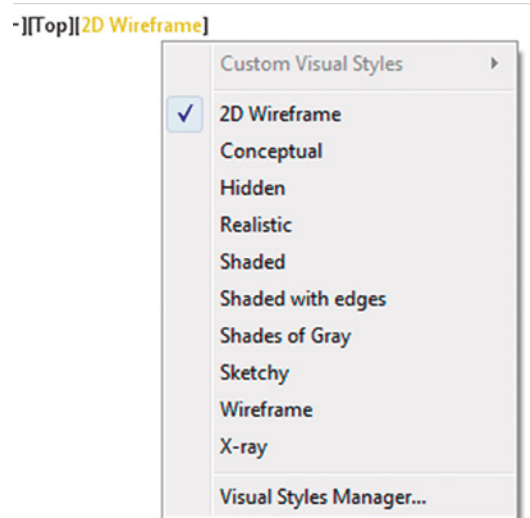 -][Top][2D Wireframe]
Custom Visual Styles
2D Wireframe
Conceptual
Hidden
Realistic
Shaded
Shaded with edges
Shades of Gray
Sketchy
Wireframe
X-ray
Visual Styles Manager...